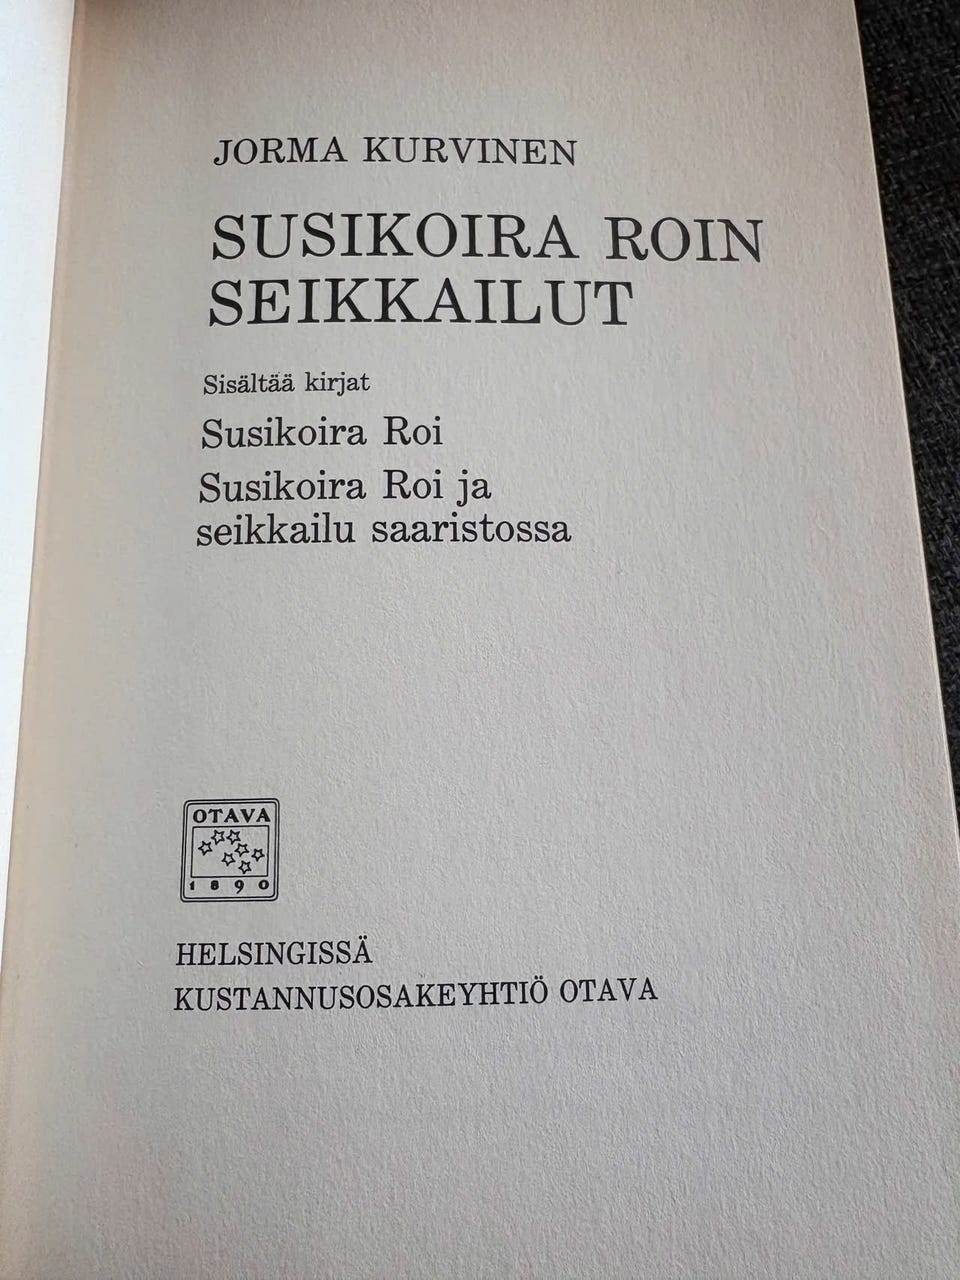 JORMA KURVINEN
SUSIKOIRA ROIN
SEIKKAILUT
Sisältää kirjat
Susikoira Roi
Susikoira Roi ja
seikkailu saaristossa
OTAVA
1890
HELSINGISSÄ
KUSTANNUSOSAKEYHTIÖ OTAVA